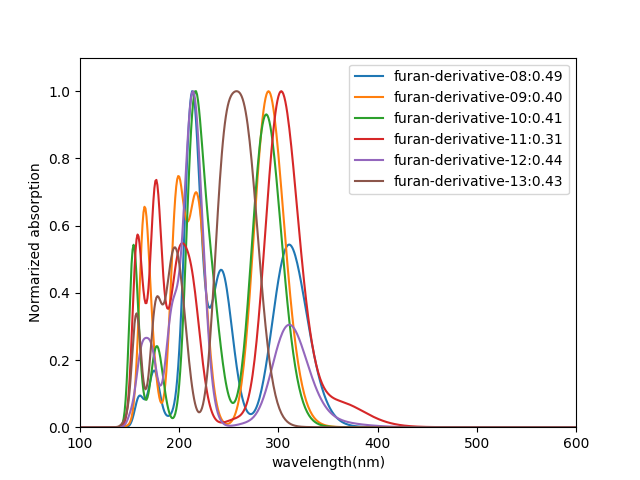 furan-derivative-08:0.49
furan-derivative-09:0.40
furan-derivative-10:0.41
furan-derivative-11:0.31
furan-derivative-12:0.44
furan-derivative-13:0.43
Normarized absorption
1.0
0.8
0.6
0.4
0.2
0.0
100 200 300 400 500 600
wavelength(nm)